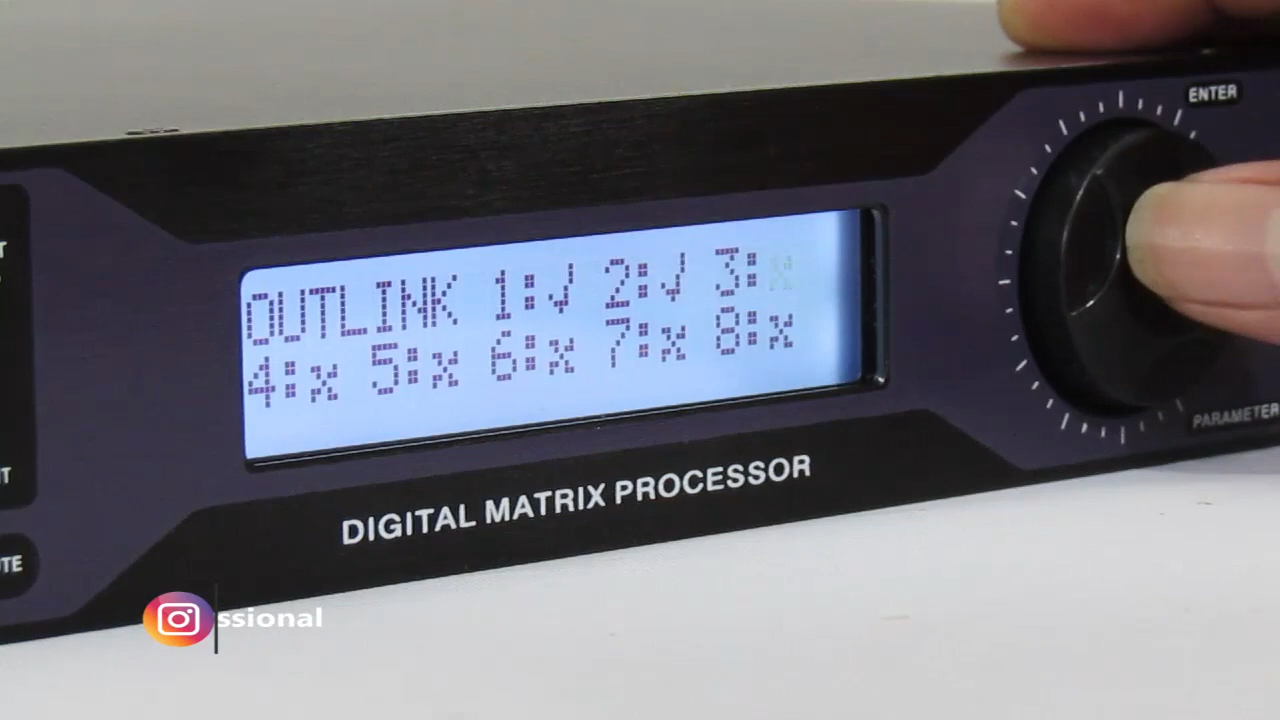 ENTER
OUTLINK 1:√ 2:√ 3:x
4:x 5:x 6:x 7:x 8:x
PARAMETER
DIGITAL MATRIX PROCESSOR
ssional